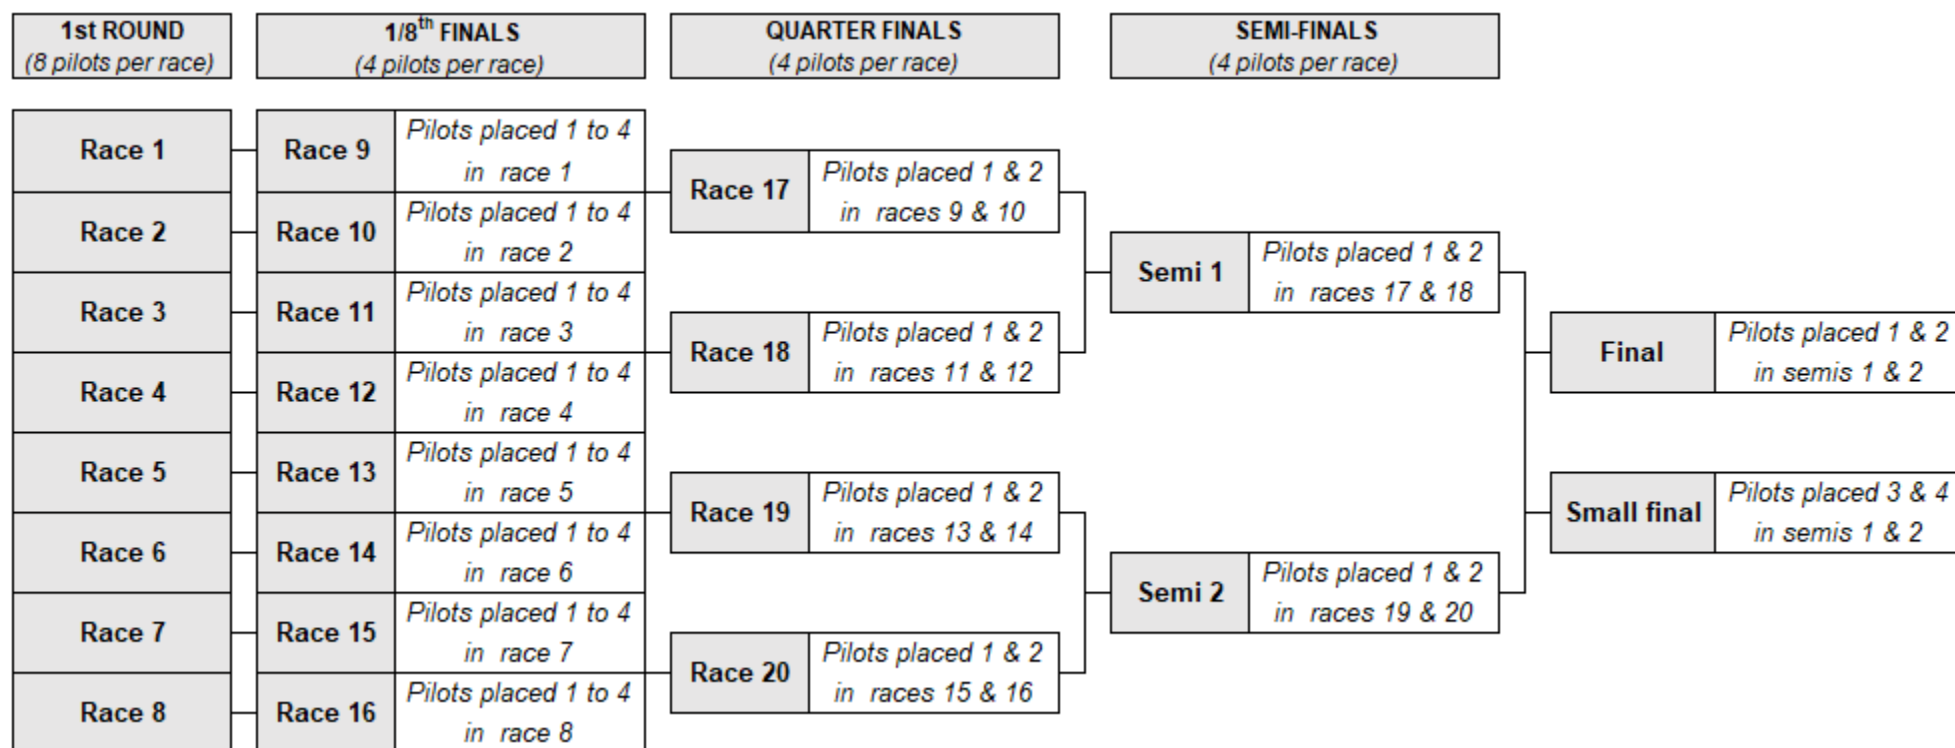 1st ROUND
(8 pilots per race)
1/8th FINALS
(4 pilots per race)
QUARTER FINALS
(4 pilots per race)
SEMI-FINALS
(4 pilots per race)
Race 1
Race 2
Race 3
Race 4
Race 5
Race 6
Race 7
Race 8
Race 9
Pilots placed 1 to 4
in race 1
Race 10
Pilots placed 1 to 4
in race 2
Race 11
Pilots placed 1 to 4
in race 3
Race 12
Pilots placed 1 to 4
in race 4
Race 13
Pilots placed 1 to 4
in race 5
Race 14
Pilots placed 1 to 4
in race 6
Race 15
Pilots placed 1 to 4
in race 7
Race 16
Pilots placed 1 to 4
in race 8
Race 17
Pilots placed 1 & 2
in races 9 & 10
Race 18
Pilots placed 1 & 2
in races 11 & 12
Race 19
Pilots placed 1 & 2
in races 13 & 14
Race 20
Pilots placed 1 & 2
in races 15 & 16
Semi 1
Pilots placed 1 & 2
in races 17 & 18
Semi 2
Pilots placed 1 & 2
in races 19 & 20
Final
Pilots placed 1 & 2
in semis 1 & 2
Small final
Pilots placed 3 & 4
in semis 1 & 2